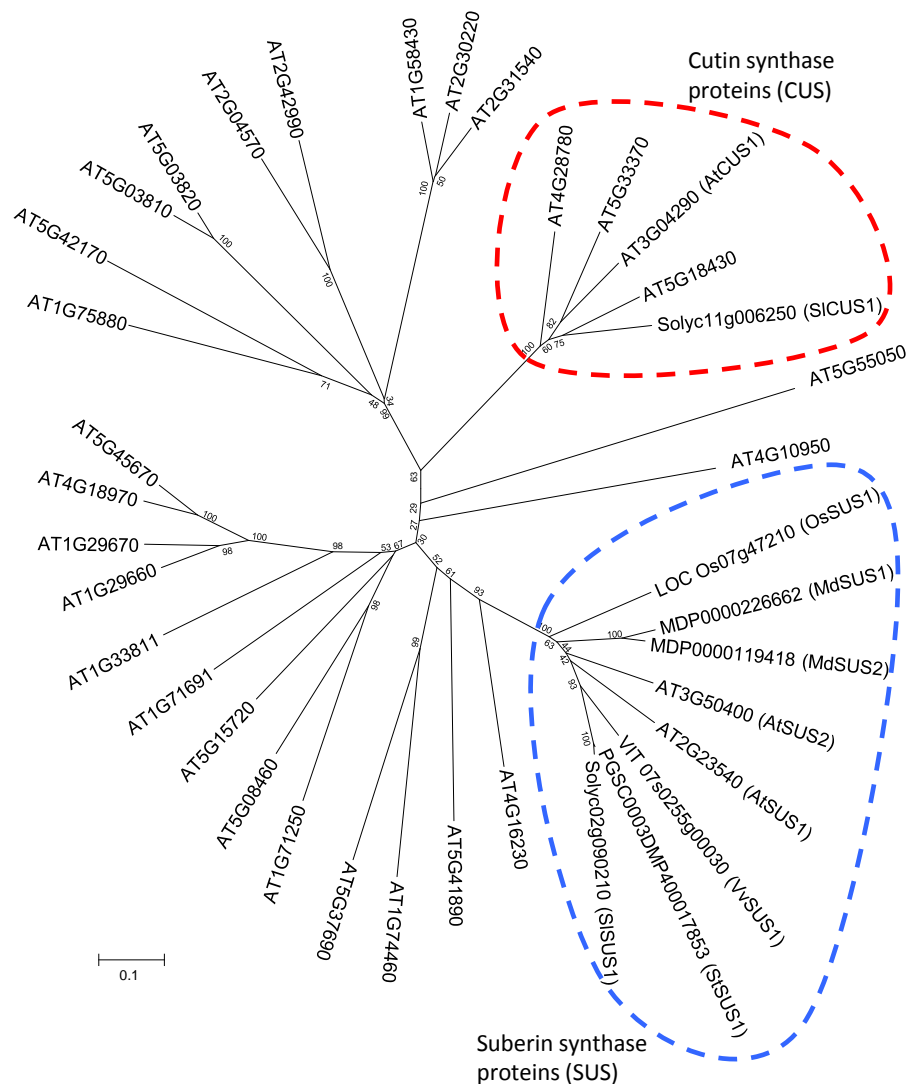 Cutin synthase
proteins (CUS)
AT1G58430
AT2G30220
AT2G31540
AT2G42990
AT2G04570
AT5G03820
AT5G03810
AT5G42170
AT1G75880
AT4G28780
AT5G33370
AT3G04290 (AtCUS1)
AT5G18430
Solyc11g006250 (SlCUS1)
AT5G55050
AT4G10950
100
50
100
100
71
48
34
99
100
82
60
75
63
29
27
30
AT5G45670
AT4G18970
AT1G29670
AT1G29660
AT1G33811
AT1G71691
AT5G15720
AT5G08460
AT1G71250
AT5G37690
AT1G74460
AT5G41890
AT4G16230
100
100
98
98
53
67
98
99
52
61
93
LOC Os07g47210 (OsSUS1)
MDP0000226662 (MdSUS1)
MDP0000119418 (MdSUS2)
AT3G50400 (AtSUS2)
AT2G23540 (AtSUS1)
VIT 07s0255g00030 (VvSUS1)
PGSC0003DMP400017853 (StSUS1)
Solyc02g090210 (SlSUS1)
100
100
63
44
42
93
100
0.1
Suberin synthase
proteins (SUS)